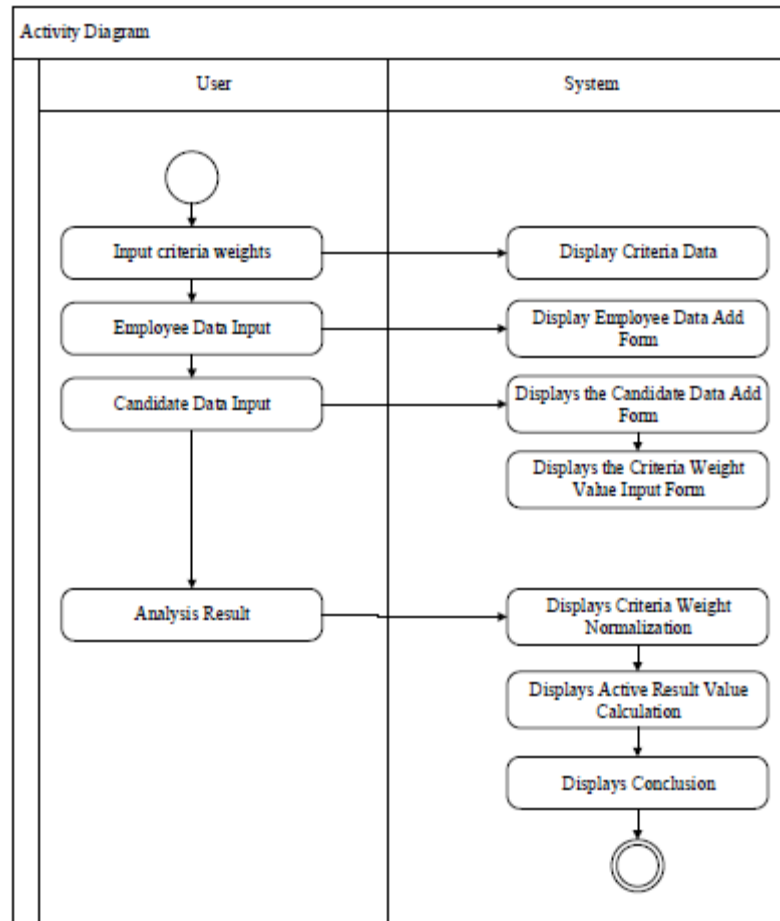 Activity Diagram
User
System
Input criteria weights
Display Criteria Data
Employee Data Input
Display Employee Data Add
Form
Candidate Data Input
Displays the Candidate Data Add
Form
Displays the Criteria Weight
Value Input Form
Analysis Result
Displays Criteria Weight
Normalization
Displays Active Result Value
Calculation
Displays Conclusion